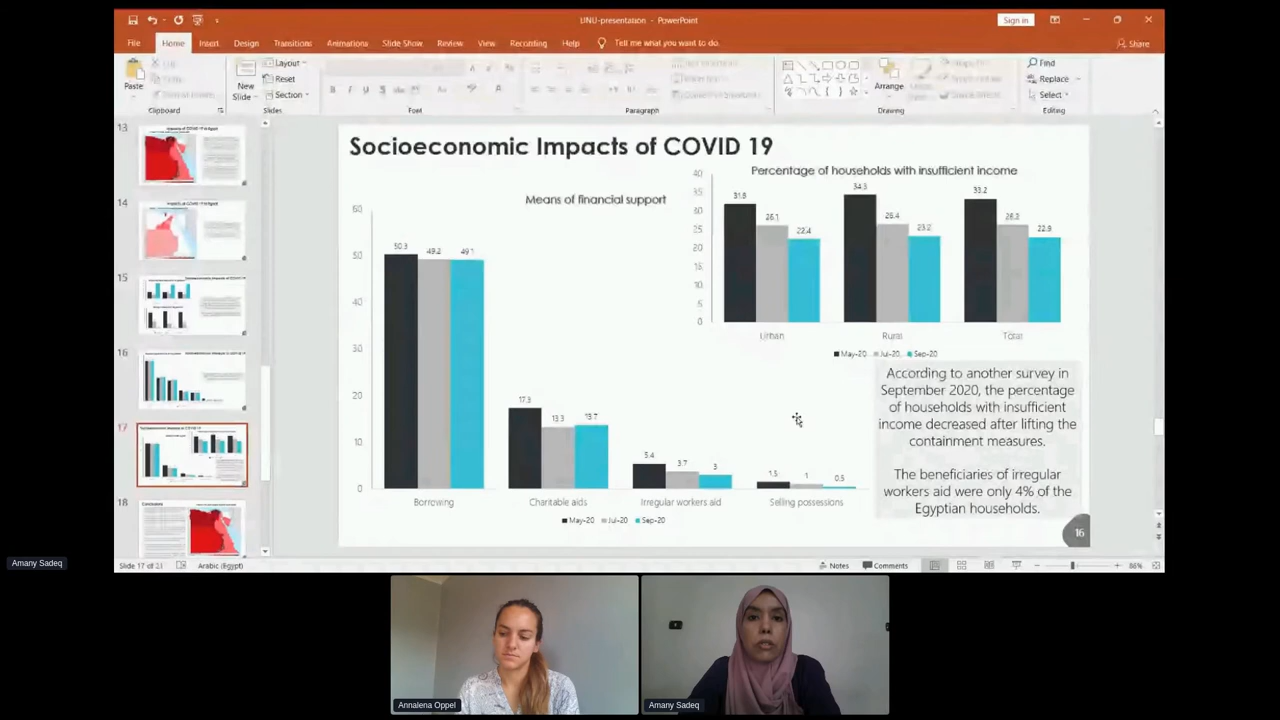 UNU-presentation - PowerPoint
Sign in
File Home Insert Design Transitions Animations Slide Show Review View Recording Help Tell me what you want to do
Share
Paste
New
Slide
Layout
Reset
Section
Arrange
Find
Replace
Select
Clipboard
Slides
Font
Paragraph
Drawing
Editing
13
14
15
16
17
18
Socioeconomic Impacts of COVID 19
Means of financial support
60
50
40
30
20
10
0
50.3 49.2 49.1
17.3 13.3 13.7
5.4 3.7 3
1.5 1 0.5
Borrowing Charitable aids Irregular workers aid Selling possessions
May-20 Jul-20 Sep-20
Percentage of households with insufficient income
40
35
30
25
20
15
10
5
0
31.8 26.1 22.4
34.3 26.4 23.2
33.2 26.3 22.9
Urban Rural Total
May-20 Jul-20 Sep-20
According to another survey in
September 2020, the percentage
of households with insufficient
income decreased after lifting the
containment measures.
The beneficiaries of irregular
workers aid were only 4% of the
Egyptian households.
16
Slide 17 of 21
Arabic (Egypt)
Notes
Comments
88%
Amany Sadeq
Annalena Oppel
Amany Sadeq